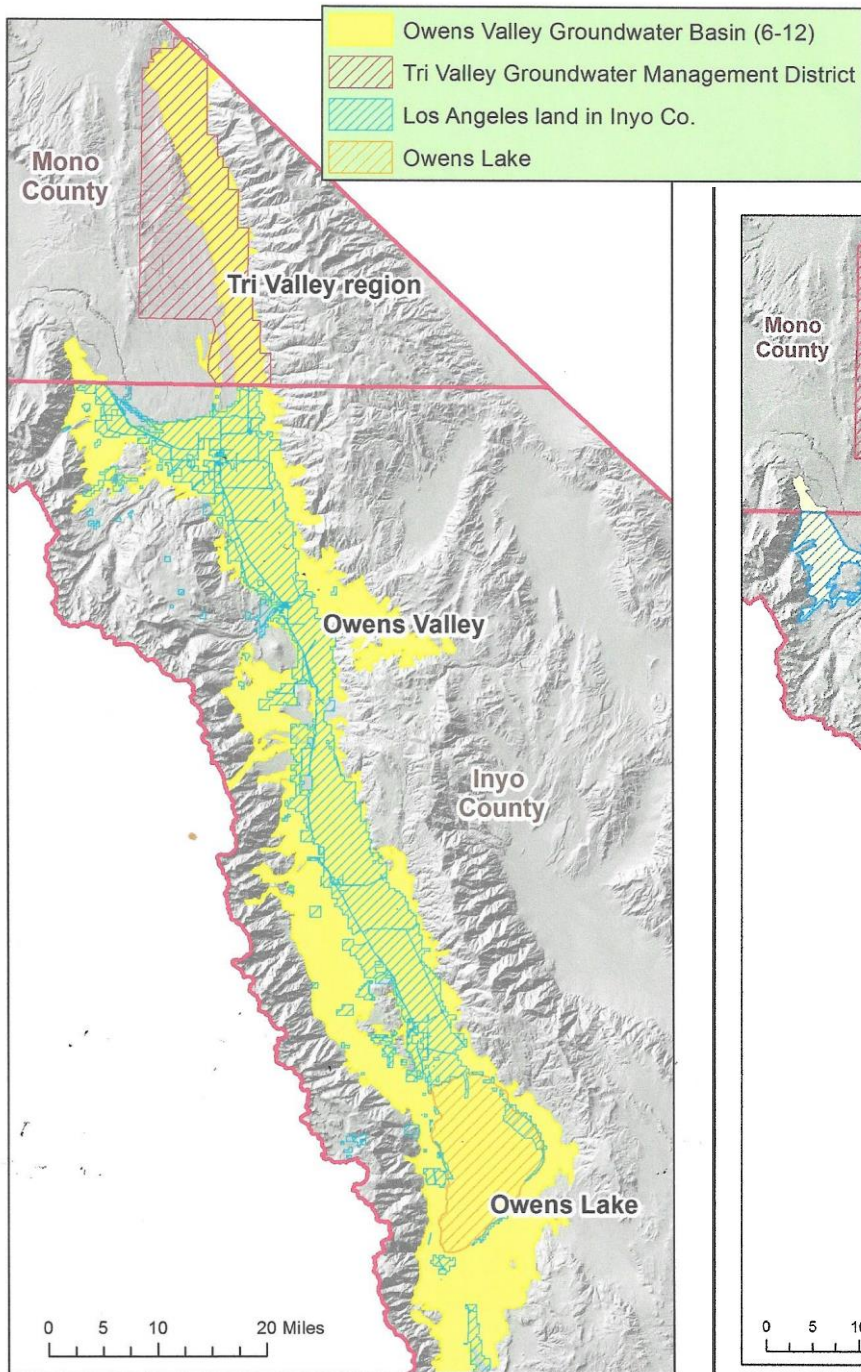 Owens Valley Groundwater Basin (6-12)
Tri Valley Groundwater Management District
Los Angeles land in Inyo Co.
Owens Lake
Mono
County
Tri Valley region
Owens Valley
Inyo
County
Owens Lake
0 5 10 20 Miles
Mono
County
0 5 10